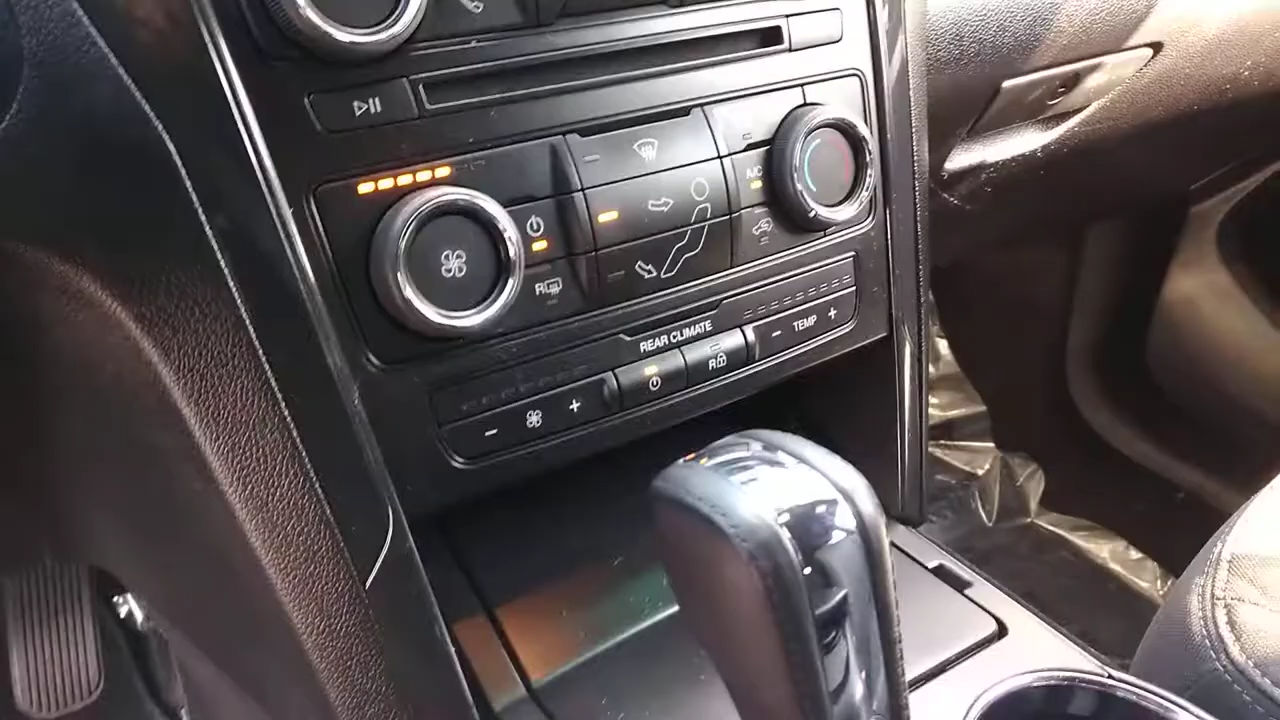 A/C
R
REAR CLIMATE
R
- + - TEMP +